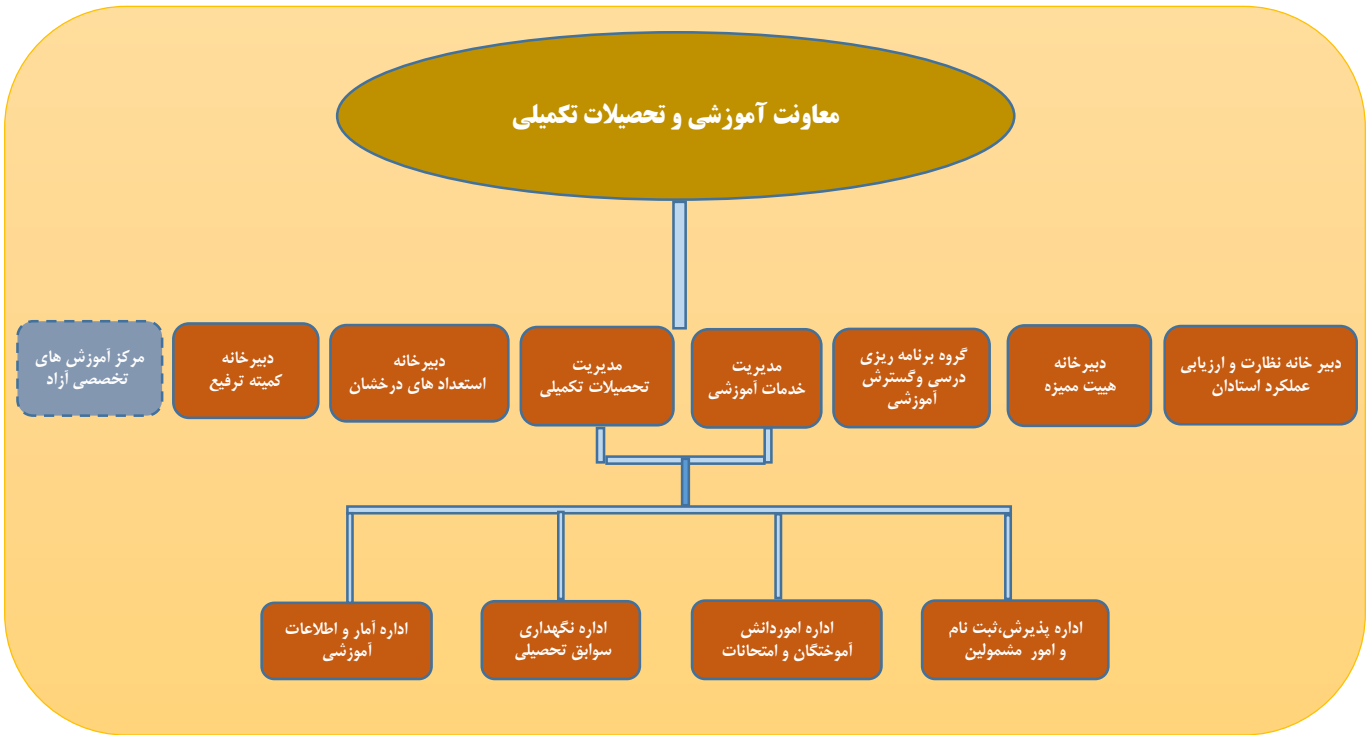 معاونت آموزشی و تحصیلات تکمیلی
دبیر خانه نظارت و ارزیابی
عملکرد استادان
دبیرخانه
هییت ممیزه
گروه برنامه ریزی
درسی وگسترش
آموزشی
مدیریت
خدمات آموزشی
مدیریت
تحصیلات تکمیلی
دبیرخانه
استعداد های درخشان
دبیرخانه
کمیته ترفیع
مرکز آموزش های
تخصصی آزاد
اداره پذیرش،ثبت نام
و امور مشمولین
اداره اموردانش
آموختگان و امتحانات
اداره نگهداری
سوابق تحصیلی
اداره آمار و اطلاعات
آموزشی